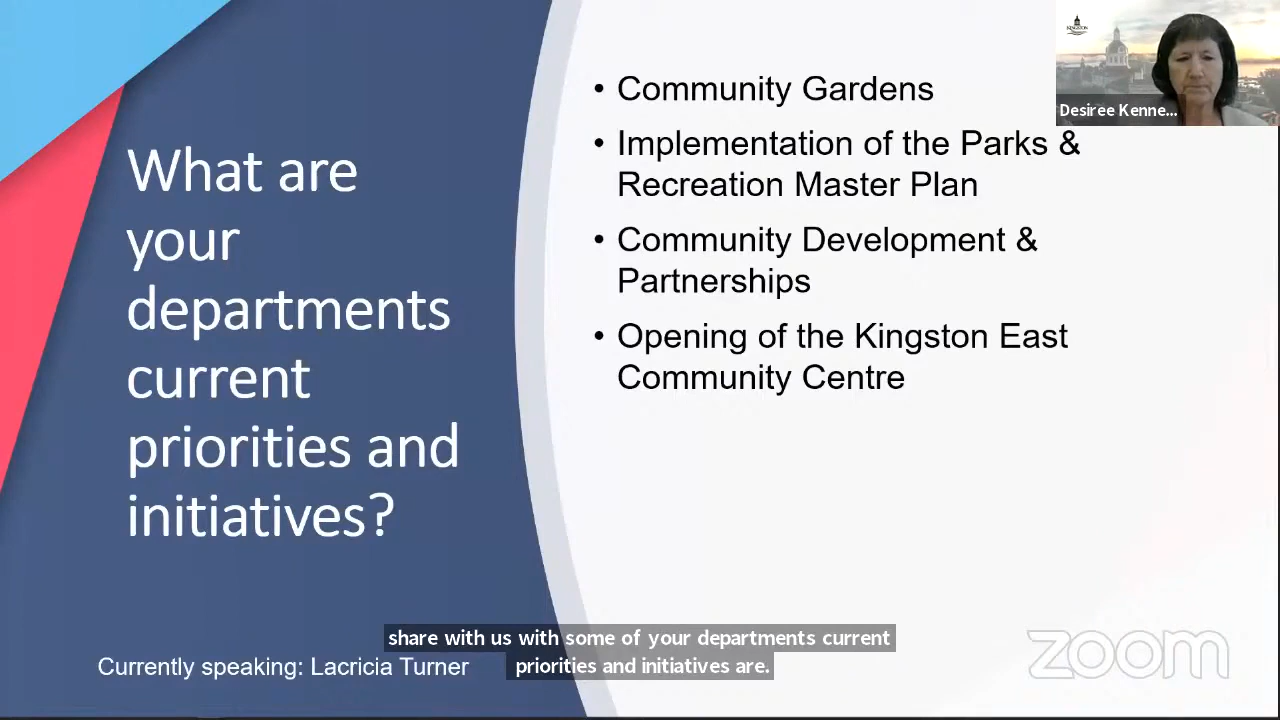 What are
your
departments
current
priorities and
initiatives?
• Community Gardens
• Implementation of the Parks &
Recreation Master Plan
• Community Development &
Partnerships
• Opening of the Kingston East
Community Centre
KINGSTON
Desiree Kenne...
share with us with some of your departments current
priorities and initiatives are.
Currently speaking: Lacricia Turner
zoom